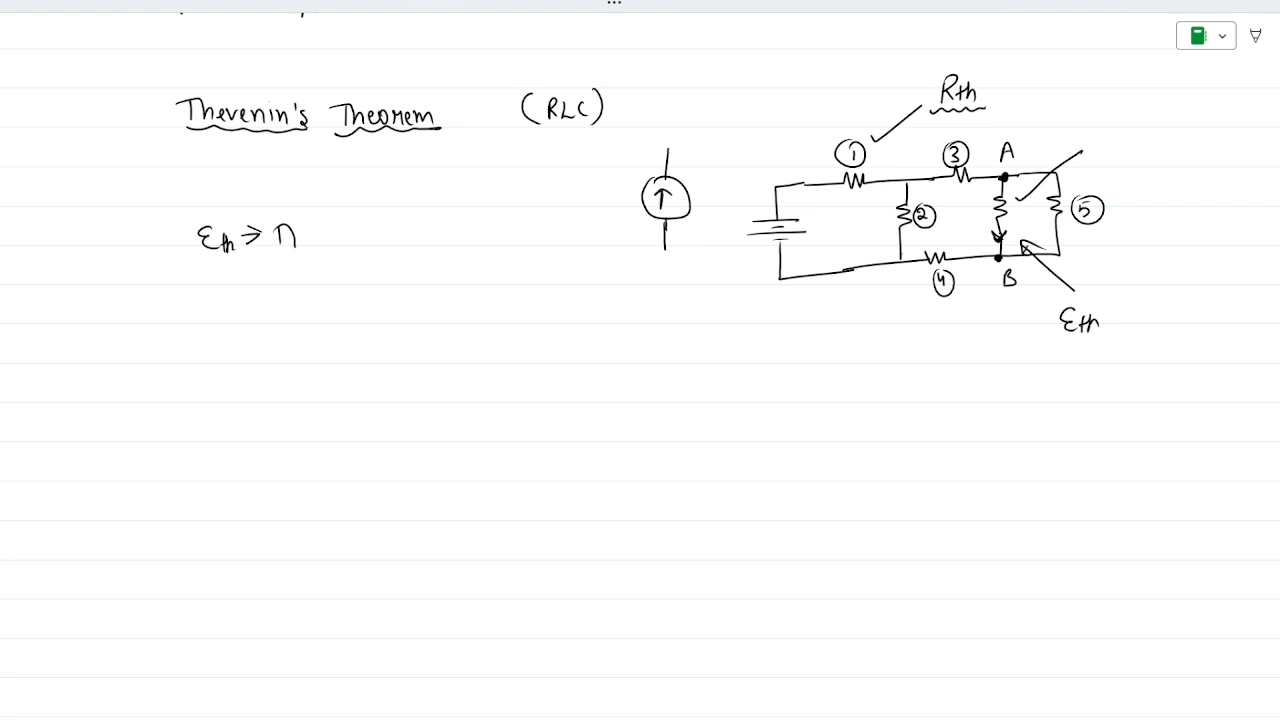 Thevenin's Theorem (RLC)
Rth
① ③ A
② ⑤
Eth → n
④ B
Eth